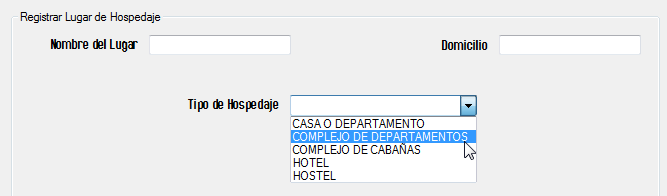 Registrar Lugar de Hospedaje
Nombre del Lugar
Domicilio
Tipo de Hospedaje
CASA O DEPARTAMENTO
COMPLEJO DE DEPARTAMENTOS
COMPLEJO DE CABAÑAS
HOTEL
HOSTEL